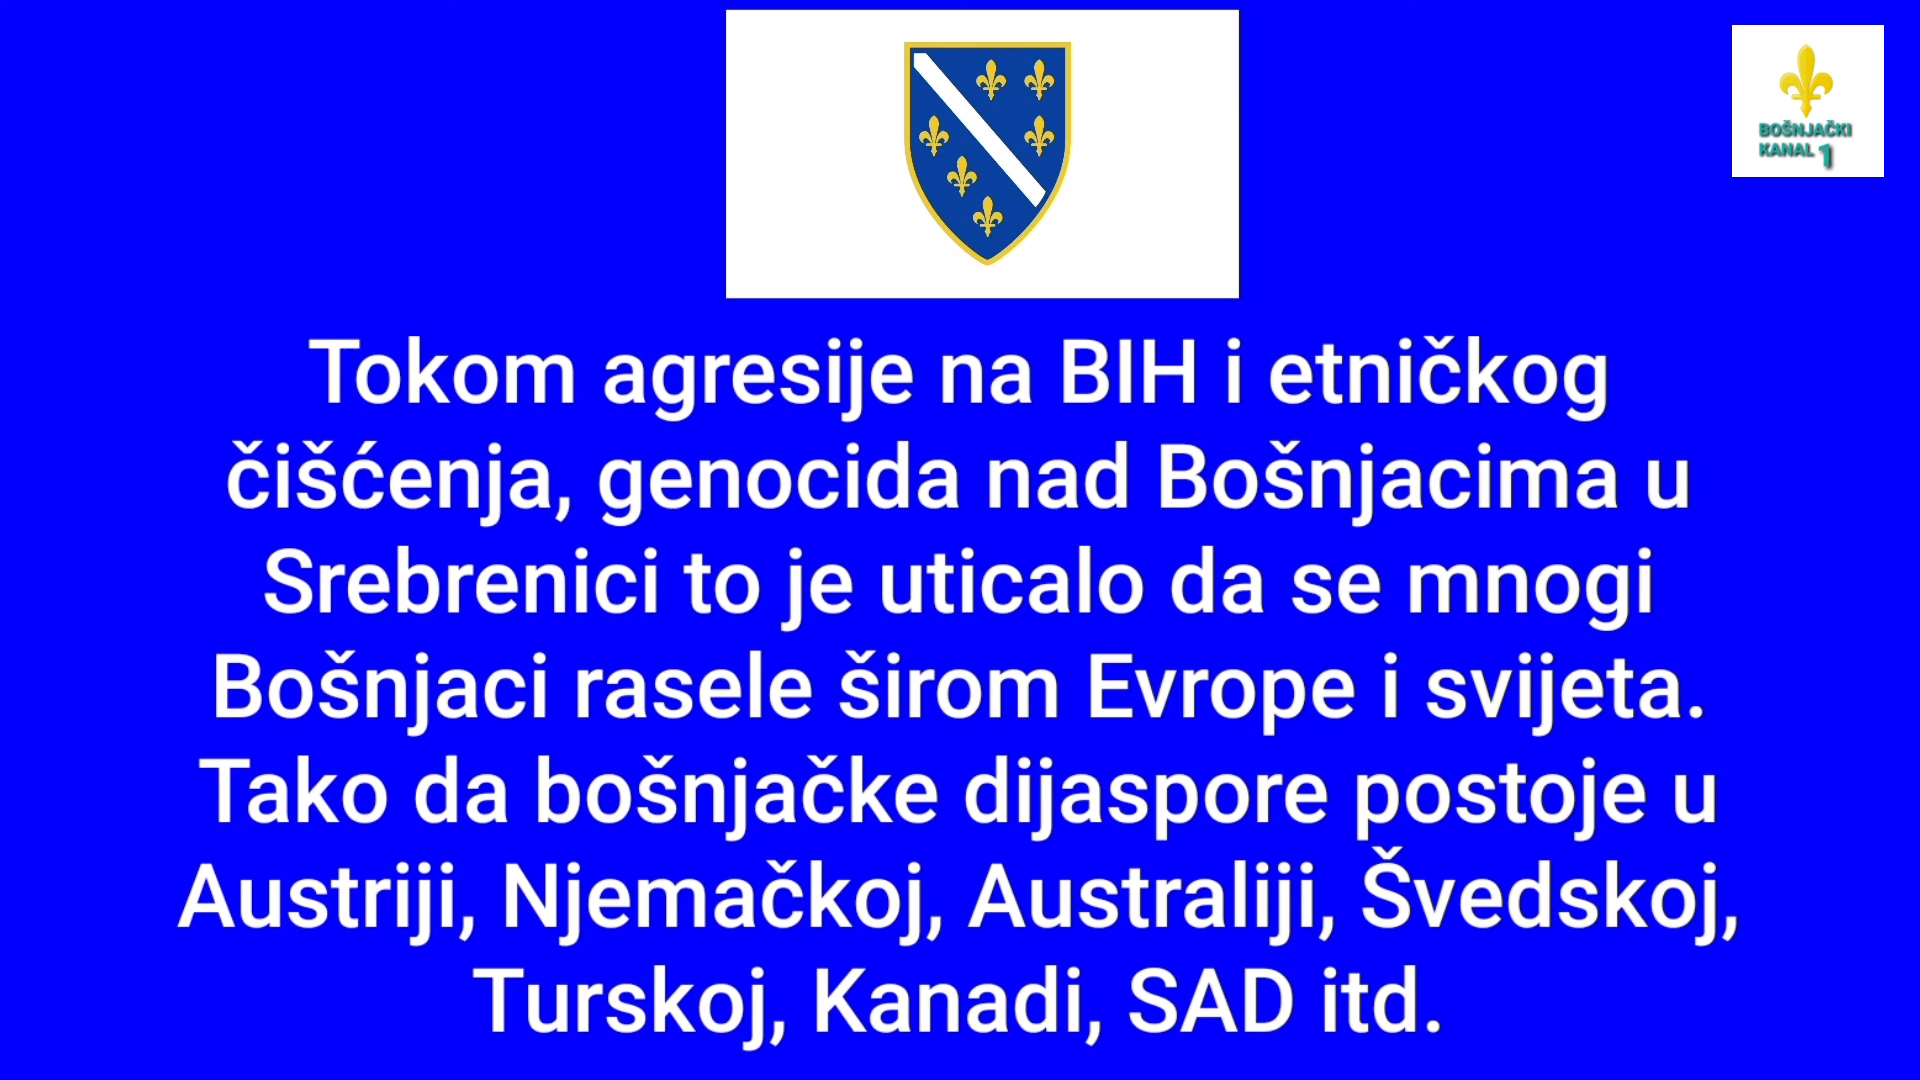 BOŠNJAČKI
KANAL 1
Tokom agresije na BIH i etničkog
čišćenja, genocida nad Bošnjacima u
Srebrenici to je uticalo da se mnogi
Bošnjaci rasele širom Evrope i svijeta.
Tako da bošnjačke dijaspore postoje u
Austriji, Njemačkoj, Australiji, Švedskoj,
Turskoj, Kanadi, SAD itd.